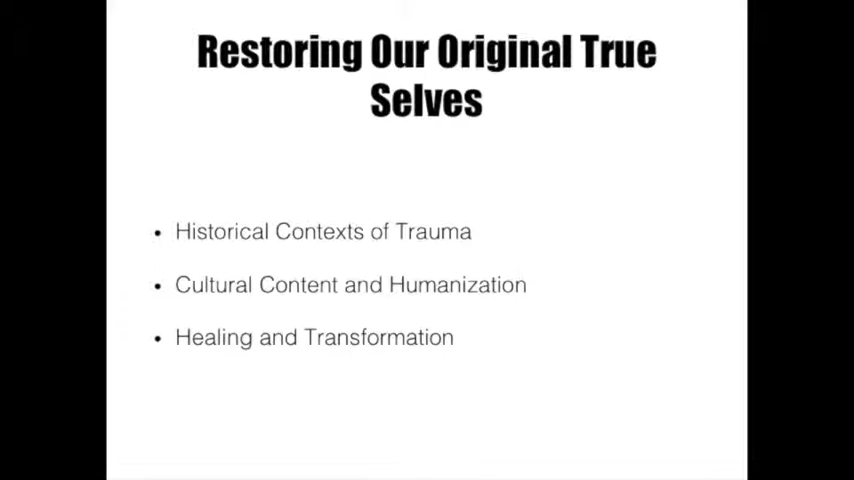 Restoring Our Original True
Selves
• Historical Contexts of Trauma
• Cultural Content and Humanization
• Healing and Transformation